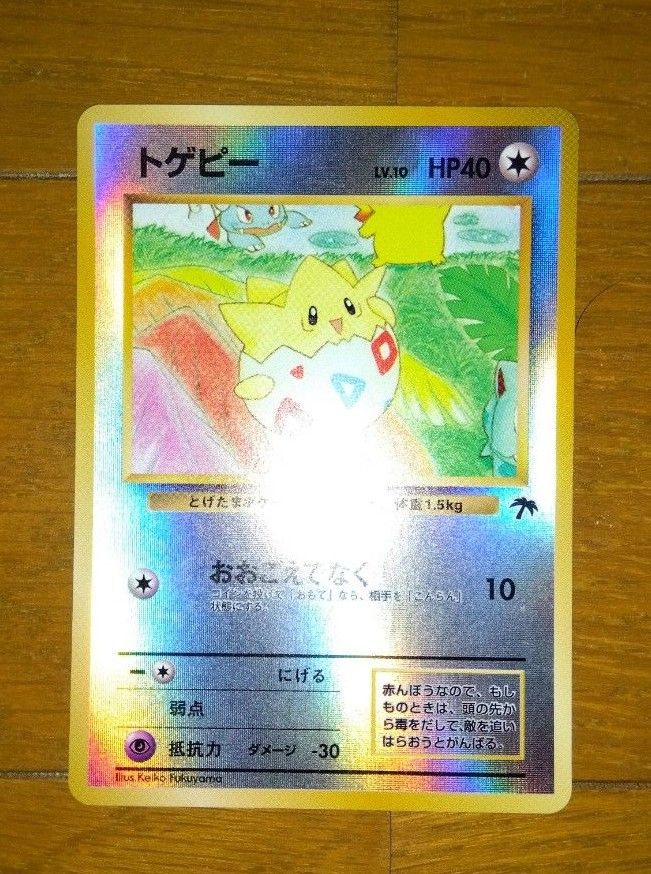 トゲピー LV.10 HP40
とげたまポケ 体重1.5kg
おおごえでなく 10
コインを投げて「おもて」なら、相手を「こんらん」
状態にする。
にげる
弱点
抵抗力 ダメージ -30
赤んぼうなので、もし
ものときは、頭の先か
ら毒をだして、敵を追い
はらおうとがんばる。
Illus. Keiko Fukuyama